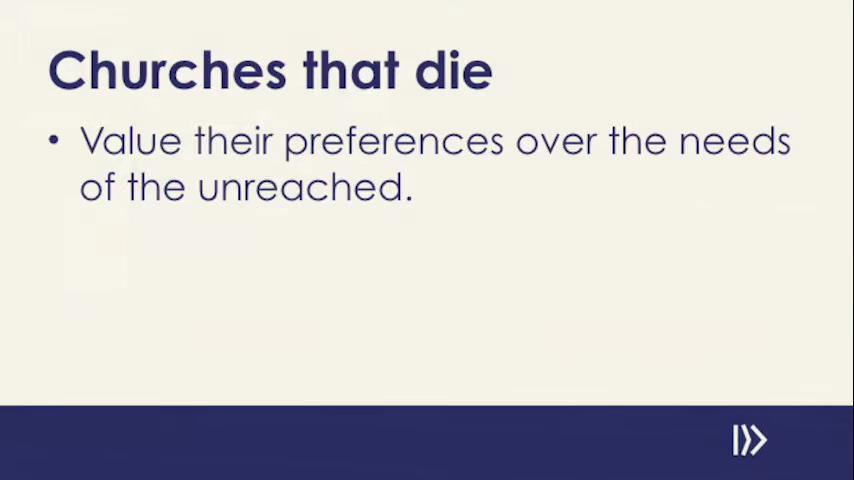 Churches that die
• Value their preferences over the needs
of the unreached.